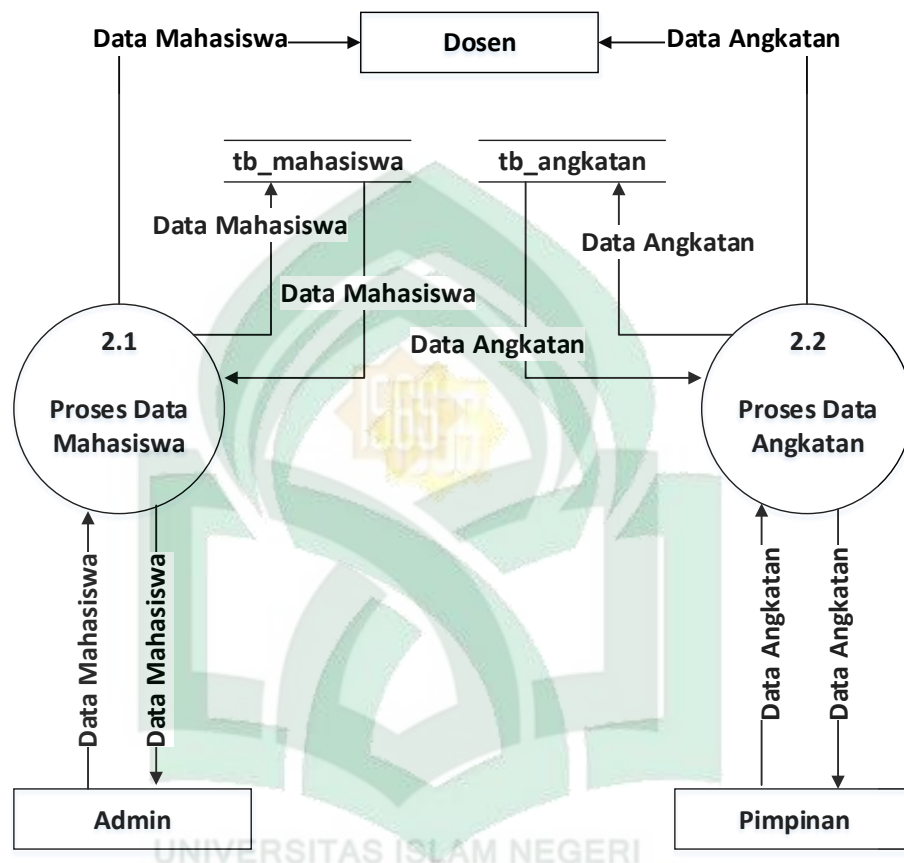 Data Mahasiswa
Dosen
Data Angkatan
tb_mahasiswa
tb_angkatan
Data Mahasiswa
Data Angkatan
Data Mahasiswa
Data Angkatan
2.1
Proses Data
Mahasiswa
2.2
Proses Data
Angkatan
Data Mahasiswa
Data Mahasiswa
Data Angkatan
Data Angkatan
Admin
Pimpinan
UNIVERSITAS ISLAM NEGERI